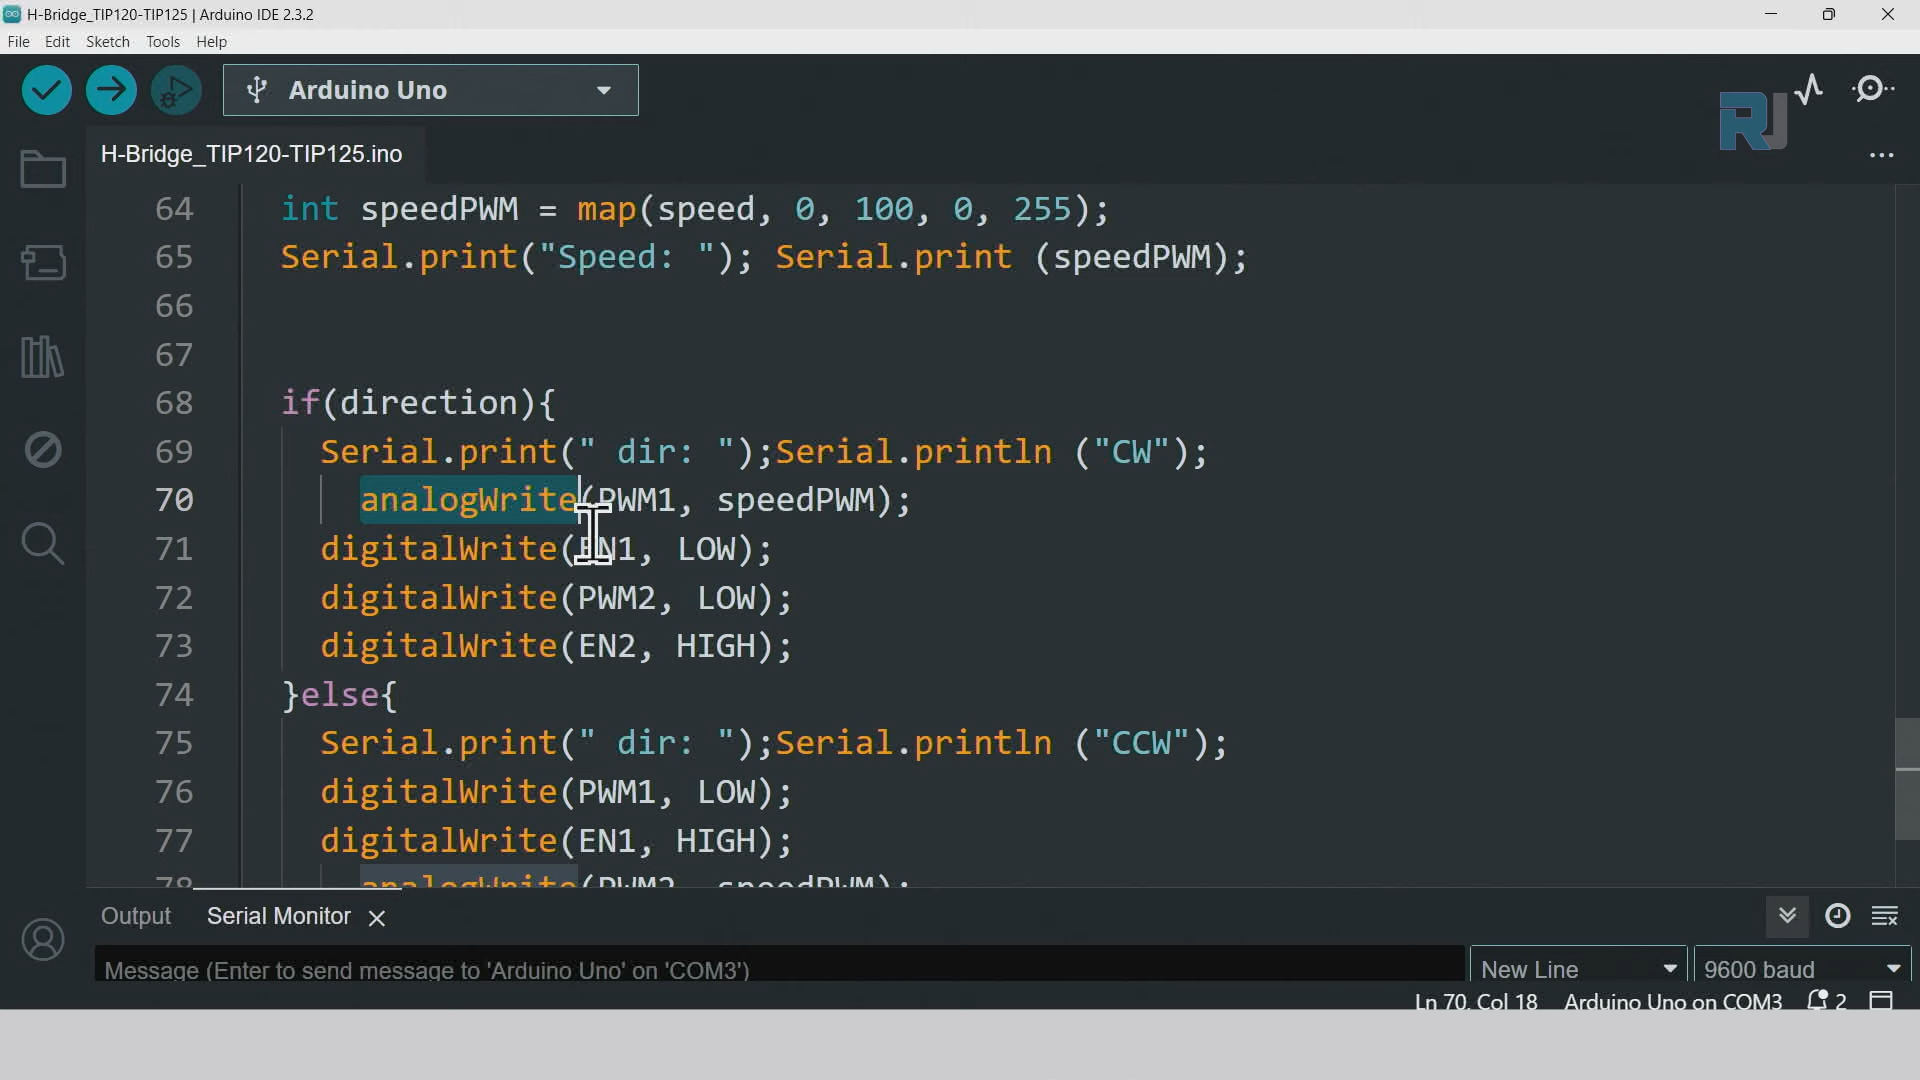 H-Bridge_TIP120-TIP125 | Arduino IDE 2.3.2
File Edit Sketch Tools Help
Arduino Uno
RJ
H-Bridge_TIP120-TIP125.ino
64 int speedPWM = map(speed, 0, 100, 0, 255);
65 Serial.print("Speed: "); Serial.print (speedPWM);
66
67
68 if(direction){
69 Serial.print(" dir: ");Serial.println ("CW");
70 analogWrite(PWM1, speedPWM);
71 digitalWrite(EN1, LOW);
72 digitalWrite(PWM2, LOW);
73 digitalWrite(EN2, HIGH);
74 }else{
75 Serial.print(" dir: ");Serial.println ("CCW");
76 digitalWrite(PWM1, LOW);
77 digitalWrite(EN1, HIGH);
78 analogWrite(PWM2, speedPWM);
Output Serial Monitor
Message (Enter to send message to 'Arduino Uno' on 'COM3') New Line 9600 baud
Ln 70, Col 18 Arduino Uno on COM3 2